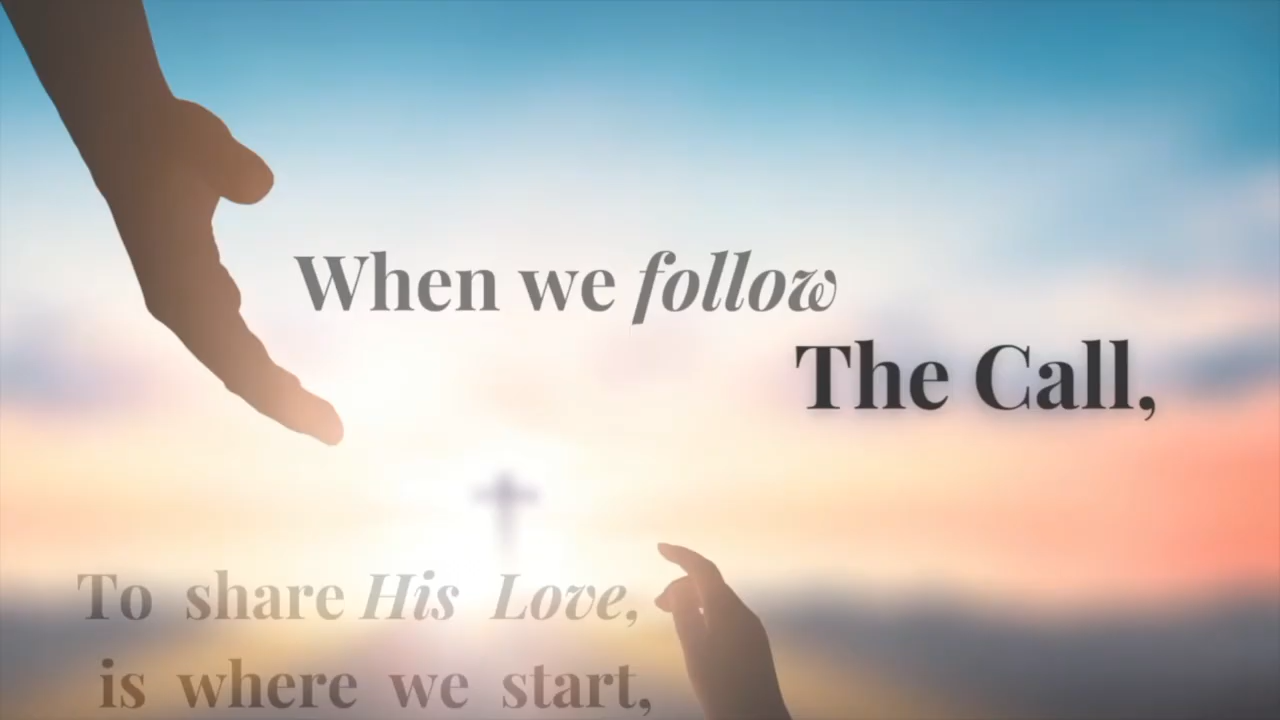 When we follow
The Call,
To share His Love,
is where we start,